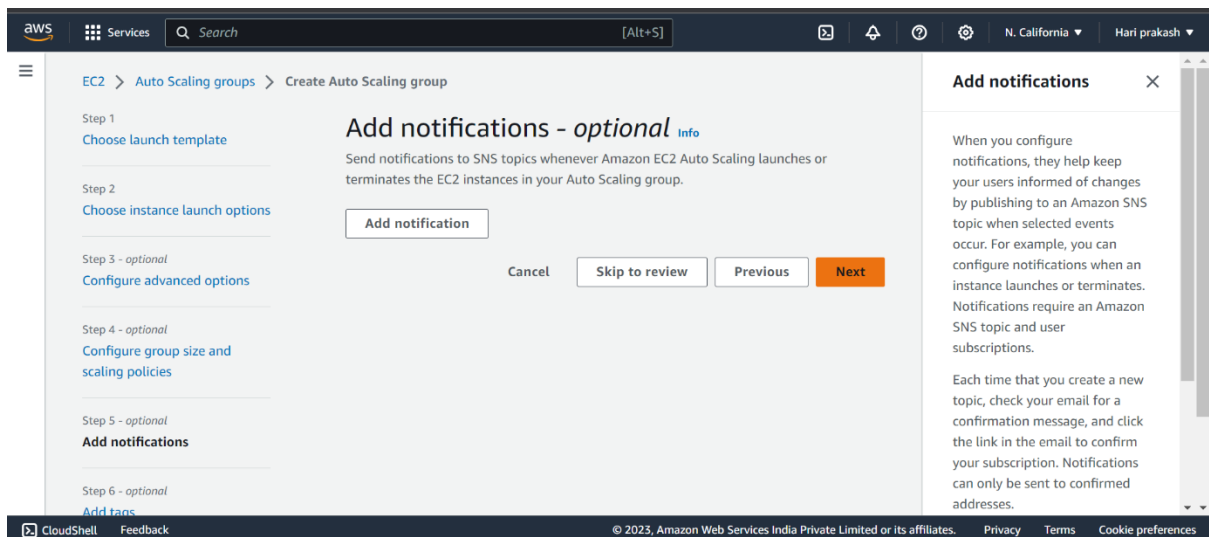 aws
Services
Search
[Alt+S]
N. California ▼
Hari prakash ▼
EC2 > Auto Scaling groups > Create Auto Scaling group
Step 1
Choose launch template
Step 2
Choose instance launch options
Step 3 - optional
Configure advanced options
Step 4 - optional
Configure group size and
scaling policies
Step 5 - optional
Add notifications
Step 6 - optional
Add tags
Add notifications - optional Info
Send notifications to SNS topics whenever Amazon EC2 Auto Scaling launches or
terminates the EC2 instances in your Auto Scaling group.
Add notification
Cancel
Skip to review
Previous
Next
Add notifications
When you configure
notifications, they help keep
your users informed of changes
by publishing to an Amazon SNS
topic when selected events
occur. For example, you can
configure notifications when an
instance launches or terminates.
Notifications require an Amazon
SNS topic and user
subscriptions.
Each time that you create a new
topic, check your email for a
confirmation message, and click
the link in the email to confirm
your subscription. Notifications
can only be sent to confirmed
addresses.
CloudShell
Feedback
© 2023, Amazon Web Services India Private Limited or its affiliates.
Privacy
Terms
Cookie preferences